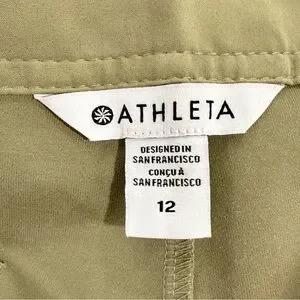 ATHLETA
DESIGNED IN
SAN FRANCISCO
CONÇU À
SAN FRANCISCO
12